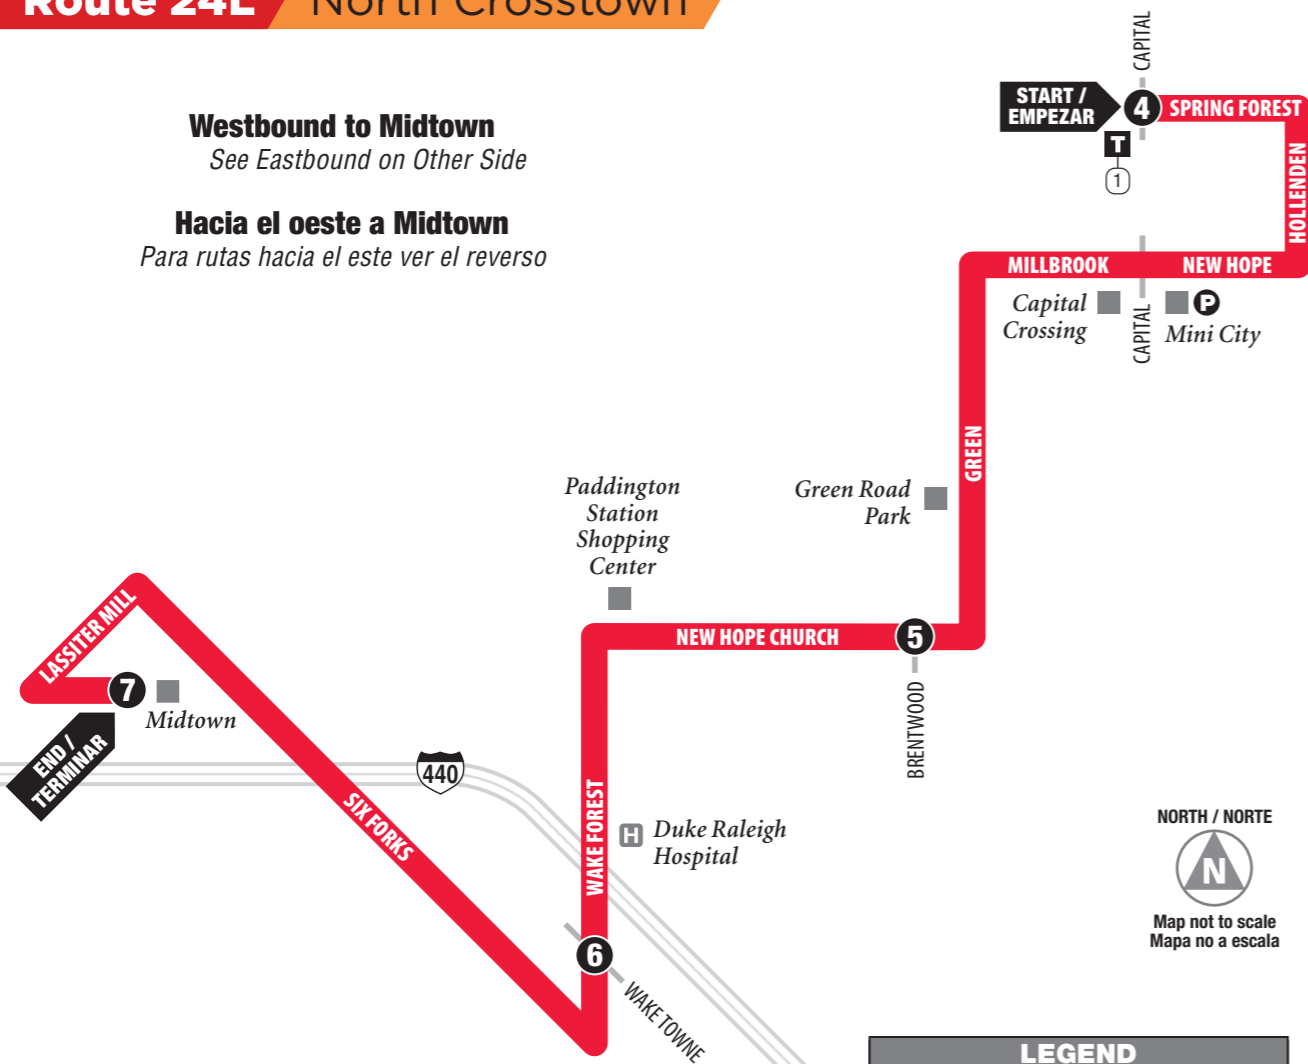 Route 24L North Crosstown
Westbound to Midtown
See Eastbound on Other Side
Hacia el oeste a Midtown
Para rutas hacia el este ver el reverso
CAPITAL
START /
EMPEZAR
4
SPRING FOREST
T
1
HOLLENDEN
MILLBROOK
NEW HOPE
Capital
Crossing
CAPITAL
P
Mini City
GREEN
Green Road
Park
Paddington
Station
Shopping
Center
NEW HOPE CHURCH
5
BRENTWOOD
LASSITER MILL
7
Midtown
END /
TERMINAR
440
SIX FORKS
WAKE FOREST
H
Duke Raleigh
Hospital
6
WAKE TOWNE
NORTH / NORTE
N
Map not to scale
Mapa no a escala
LEGEND